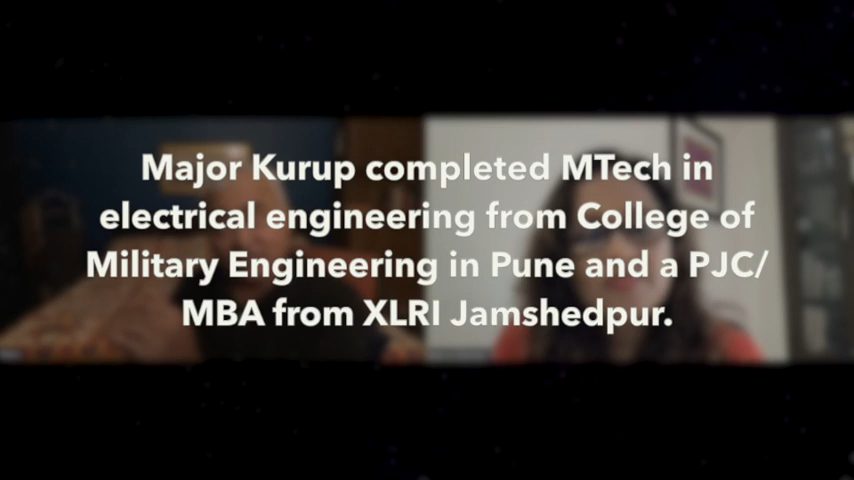 Major Kurup completed MTech in
electrical engineering from College of
Military Engineering in Pune and a PJC/
MBA from XLRI Jamshedpur.